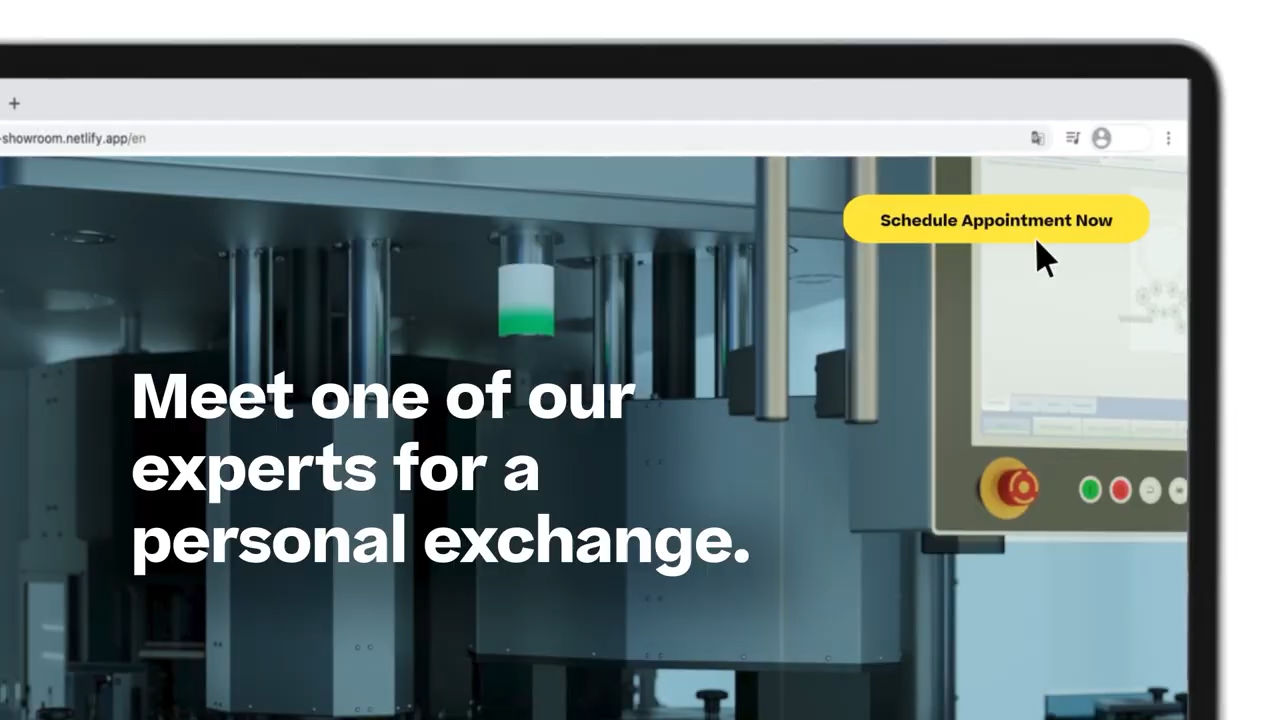 -showroom.netlify.app/en
Schedule Appointment Now
Meet one of our
experts for a
personal exchange.